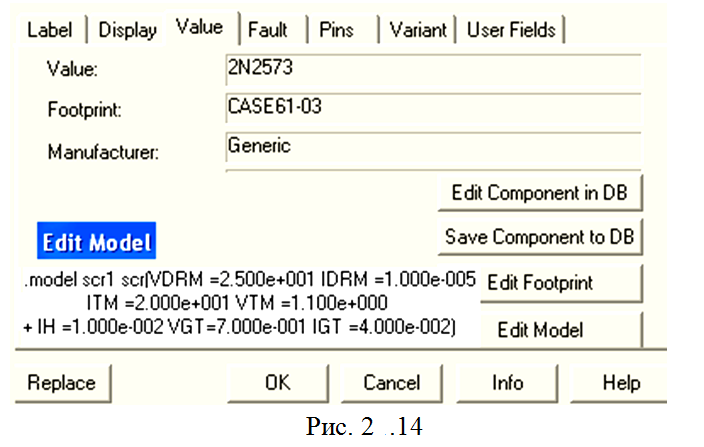 Label Display Value Fault Pins Variant User Fields
Value: 2N2573
Footprint: CASE61-03
Manufacturer: Generic
Edit Component in DB
Edit Model Save Component to DB
.model scr1 scr(VDRM =2.500e+001 IDRM =1.000e-005 Edit Footprint
ITM =2.000e+001 VTM =1.100e+000
+ IH =1.000e-002 VGT=7.000e-001 IGT =4.000e-002) Edit Model
Replace OK Cancel Info Help
Рис. 2 .14